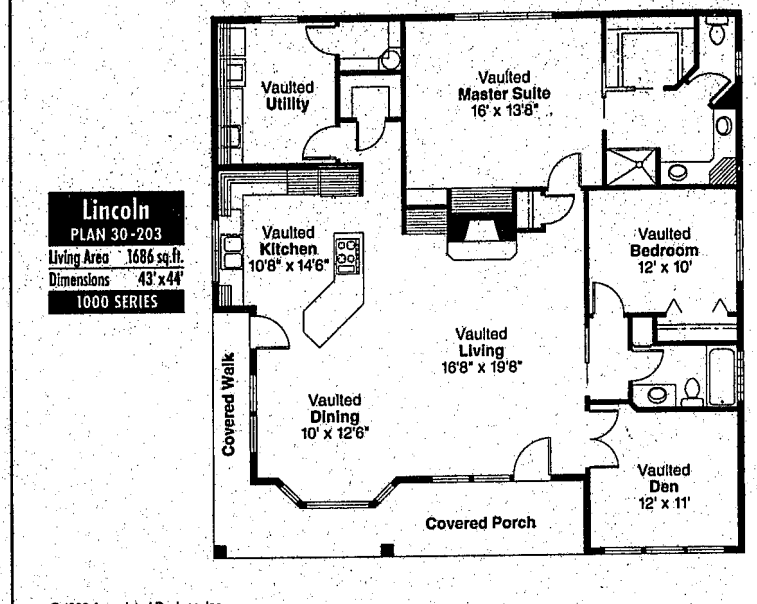 Lincoln
PLAN 30-203
Living Area 1686 sq.ft.
Dimensions 43'x44'
1000 SERIES
Vaulted
Utility
Vaulted
Master Suite
16' x 13'8"
Vaulted
Kitchen
10'8" x 14'6"
Vaulted
Bedroom
12' x 10'
Vaulted
Living
16'8" x 19'8"
Covered Walk
Vaulted
Dining
10' x 12'6"
Vaulted
Den
12' x 11'
Covered Porch